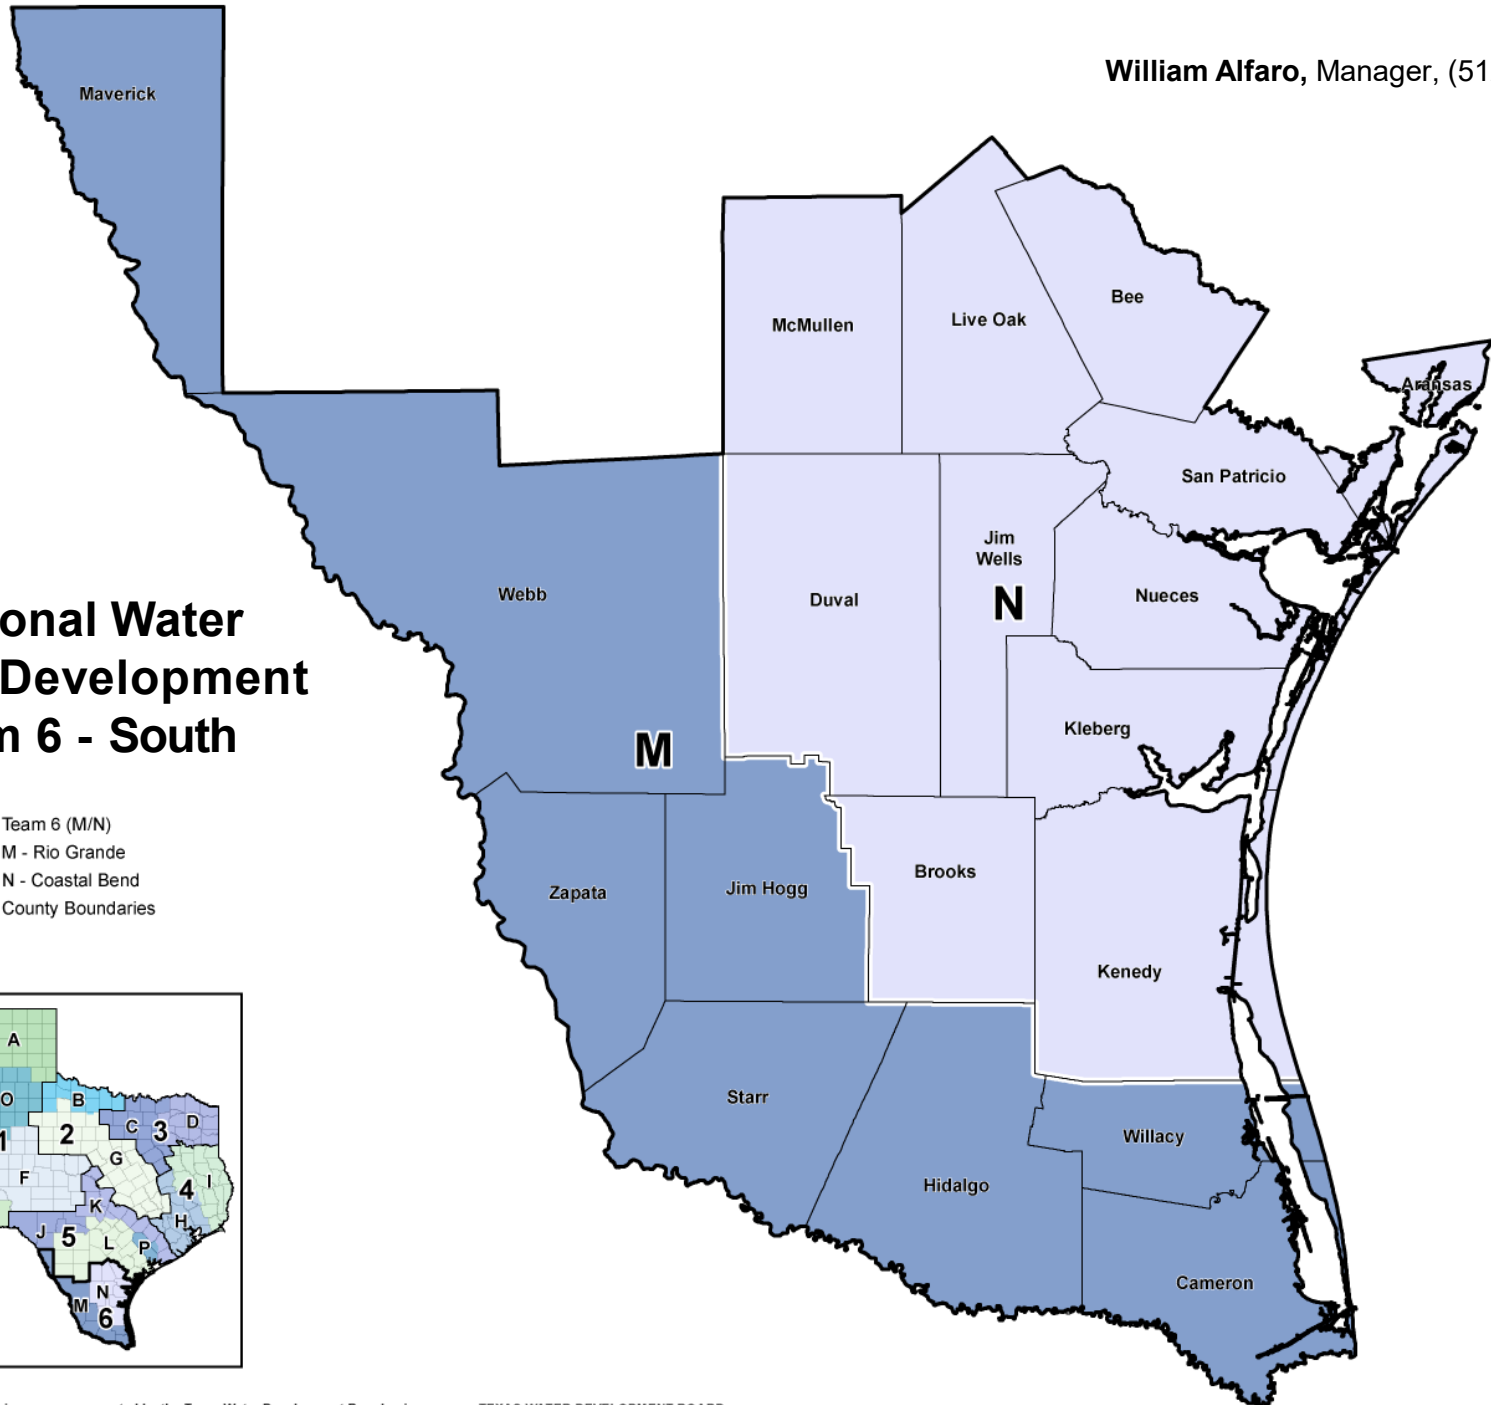 William Alfaro, Manager, (51
Maverick
McMullen
Live Oak
Bee
Aransas
San Patricio
Jim
Wells
N
Webb
Duval
Nueces
onal Water
Development
6 - South
M
Kleberg
Team 6 (M/N)
M - Rio Grande
N - Coastal Bend
County Boundaries
Zapata
Jim Hogg
Brooks
Kenedy
Starr
Hidalgo
Willacy
Cameron
A
O
B
1
2
C
3
D
F
G
4
I
K
H
J
5
L
P
N
M
6